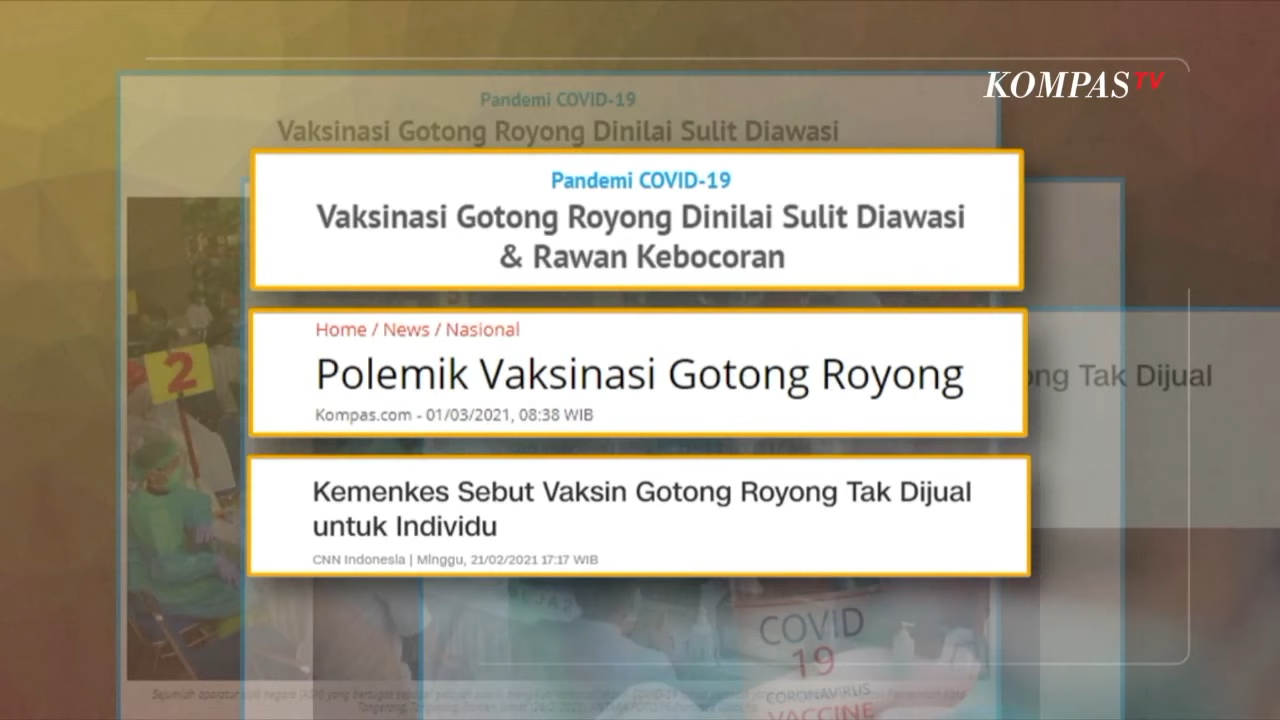 KOMPAS TV
Pandemi COVID-19
Vaksinasi Gotong Royong Dinilai Sulit Diawasi
Pandemi COVID-19
Vaksinasi Gotong Royong Dinilai Sulit Diawasi
& Rawan Kebocoran
Home / News / Nasional
Polemik Vaksinasi Gotong Royong
Kompas.com - 01/03/2021, 08:38 WIB
ong Tak Dijual
2
Kemenkes Sebut Vaksin Gotong Royong Tak Dijual
untuk Individu
CNN Indonesia | Minggu, 21/02/2021 17:17 WIB
COVID
19
CORONAVIRUS
VACCINE